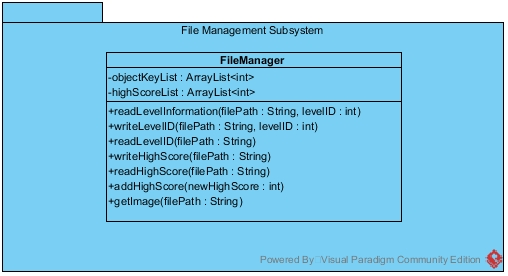 File Management Subsystem
FileManager
-objectKeyList : ArrayList<int>
-highScoreList : ArrayList<int>
+readLevelInformation(filePath : String, levelID : int)
+writeLevelID(filePath : String, levelID : int)
+readLevelID(filePath : String)
+writeHighScore(filePath : String)
+readHighScore(filePath : String)
+addHighScore(newHighScore : int)
+getImage(filePath : String)
Powered By Visual Paradigm Community Edition